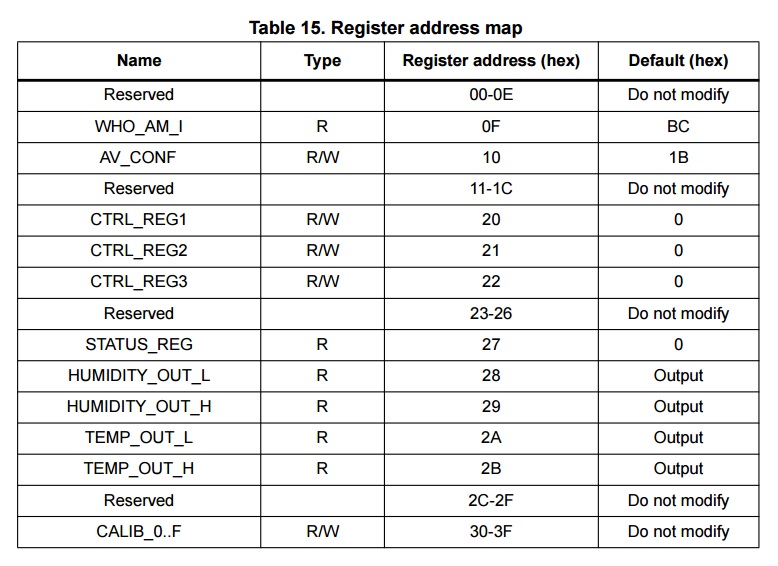 Table 15. Register address map
Name Type Register address (hex) Default (hex)
Reserved 00-0E Do not modify
WHO_AM_I R 0F BC
AV_CONF R/W 10 1B
Reserved 11-1C Do not modify
CTRL_REG1 R/W 20 0
CTRL_REG2 R/W 21 0
CTRL_REG3 R/W 22 0
Reserved 23-26 Do not modify
STATUS_REG R 27 0
HUMIDITY_OUT_L R 28 Output
HUMIDITY_OUT_H R 29 Output
TEMP_OUT_L R 2A Output
TEMP_OUT_H R 2B Output
Reserved 2C-2F Do not modify
CALIB_0..F R/W 30-3F Do not modify